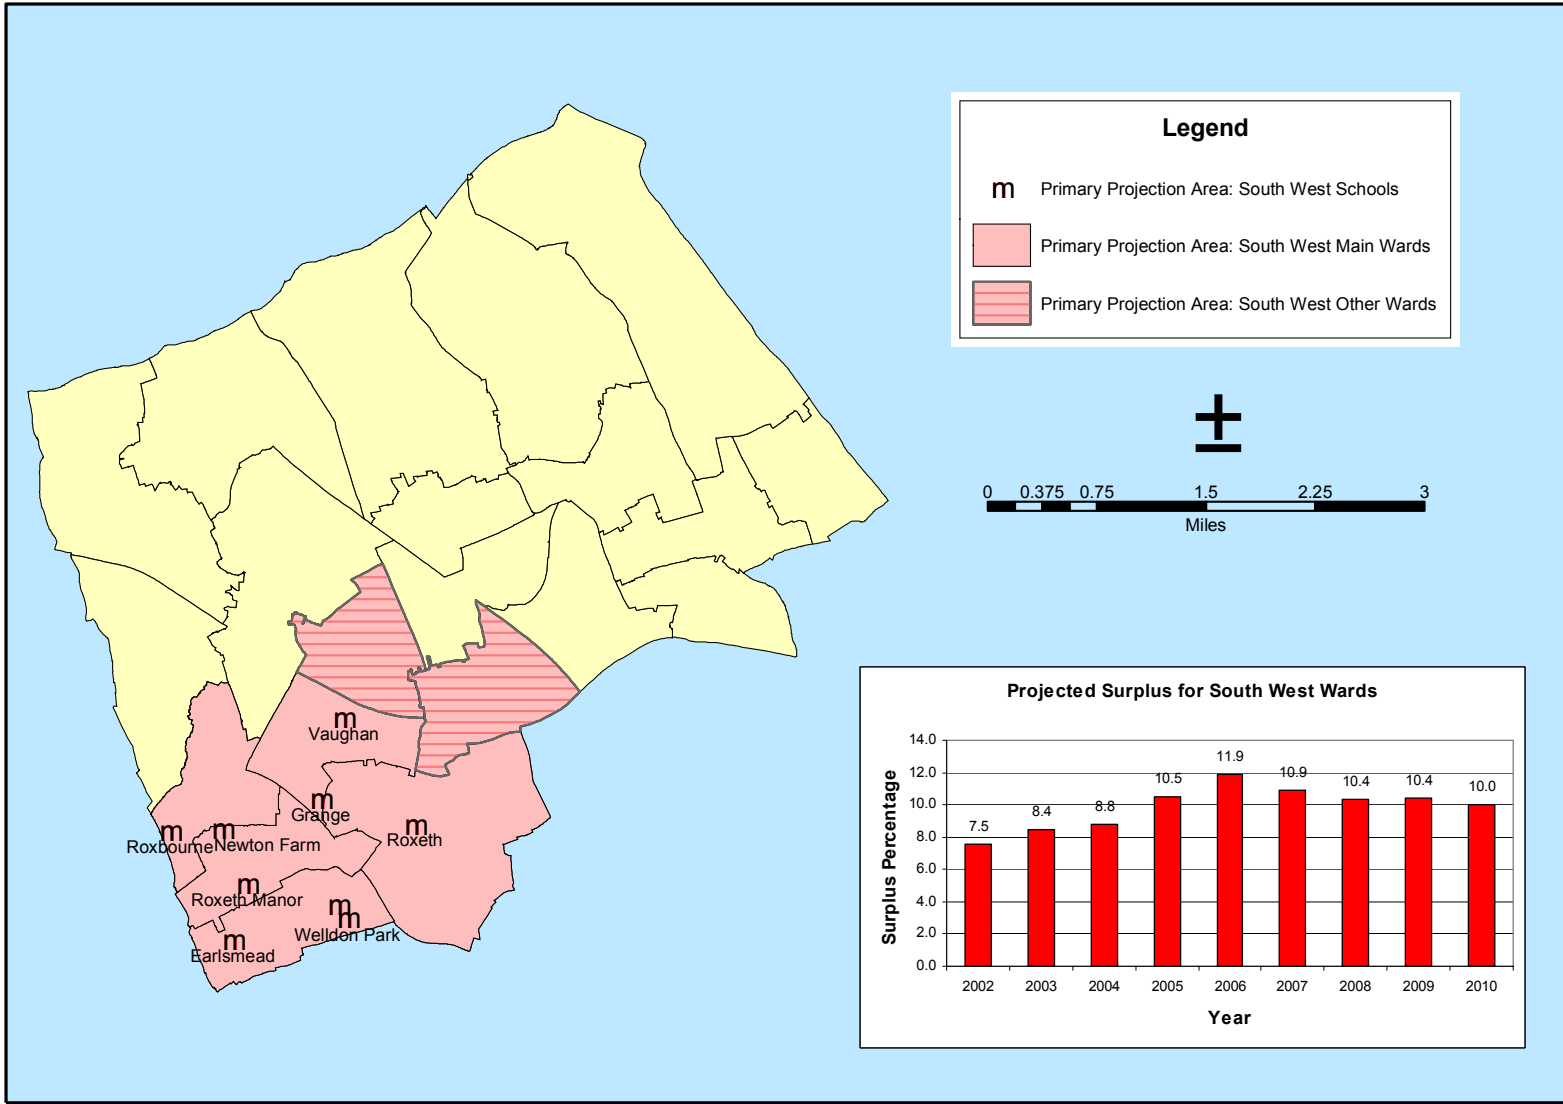 Legend
m Primary Projection Area: South West Schools
Primary Projection Area: South West Main Wards
Primary Projection Area: South West Other Wards
±
0 0.375 0.75 1.5 2.25 3
Miles
m
Vaughan
m
Grange
m
Roxbourne
m
Newton Farm
m
Roxeth
m
Roxeth Manor
m
m
Welldon Park
m
Earlsmead
Projected Surplus for South West Wards
Surplus Percentage
14.0
12.0
10.0
8.0
6.0
4.0
2.0
0.0
7.5 8.4 8.8 10.5 11.9 10.9 10.4 10.4 10.0
2002 2003 2004 2005 2006 2007 2008 2009 2010
Year